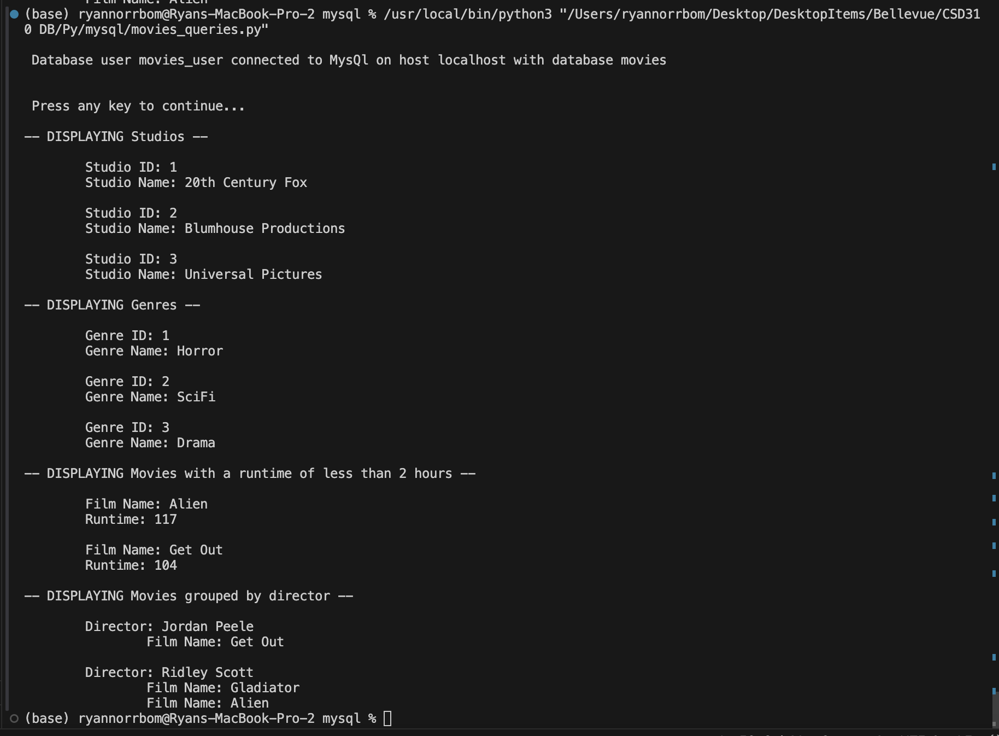 Film Name: Alien
(base) ryannorrbom@Ryans-MacBook-Pro-2 mysql % /usr/local/bin/python3 "/Users/ryannorrbom/Desktop/DesktopItems/Bellevue/CSD31
0 DB/Py/mysql/movies_queries.py"
Database user movies_user connected to MysQl on host localhost with database movies
Press any key to continue...
-- DISPLAYING Studios --
Studio ID: 1
Studio Name: 20th Century Fox
Studio ID: 2
Studio Name: Blumhouse Productions
Studio ID: 3
Studio Name: Universal Pictures
-- DISPLAYING Genres --
Genre ID: 1
Genre Name: Horror
Genre ID: 2
Genre Name: SciFi
Genre ID: 3
Genre Name: Drama
-- DISPLAYING Movies with a runtime of less than 2 hours --
Film Name: Alien
Runtime: 117
Film Name: Get Out
Runtime: 104
-- DISPLAYING Movies grouped by director --
Director: Jordan Peele
Film Name: Get Out
Director: Ridley Scott
Film Name: Gladiator
Film Name: Alien
(base) ryannorrbom@Ryans-MacBook-Pro-2 mysql %